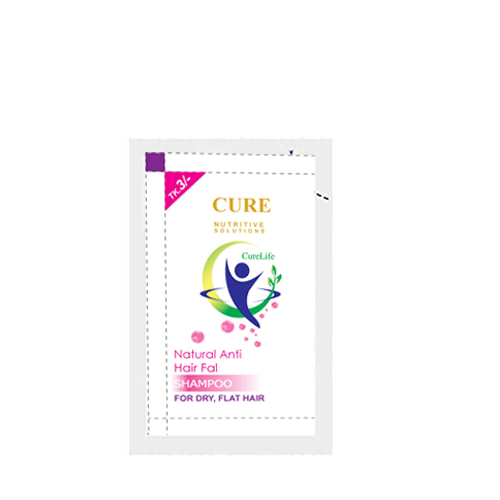 TK.3/-
CURE
NUTRITIVE
SOLUTIONS
CureLife
Natural Anti
Hair Fal
SHAMPOO
FOR DRY, FLAT HAIR